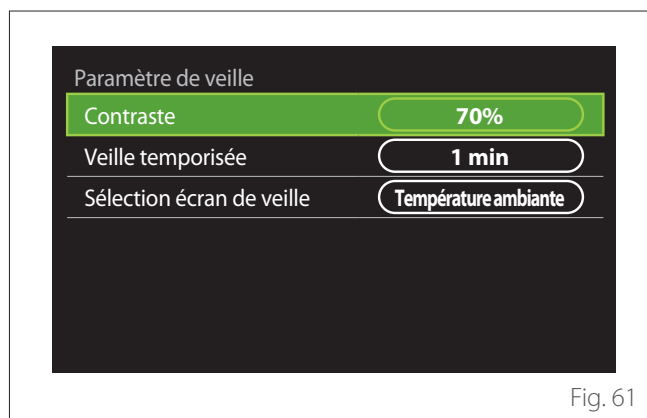 Paramètre de veille
Contraste 70%
Veille temporisée 1 min
Sélection écran de veille Température ambiante
Fig. 61